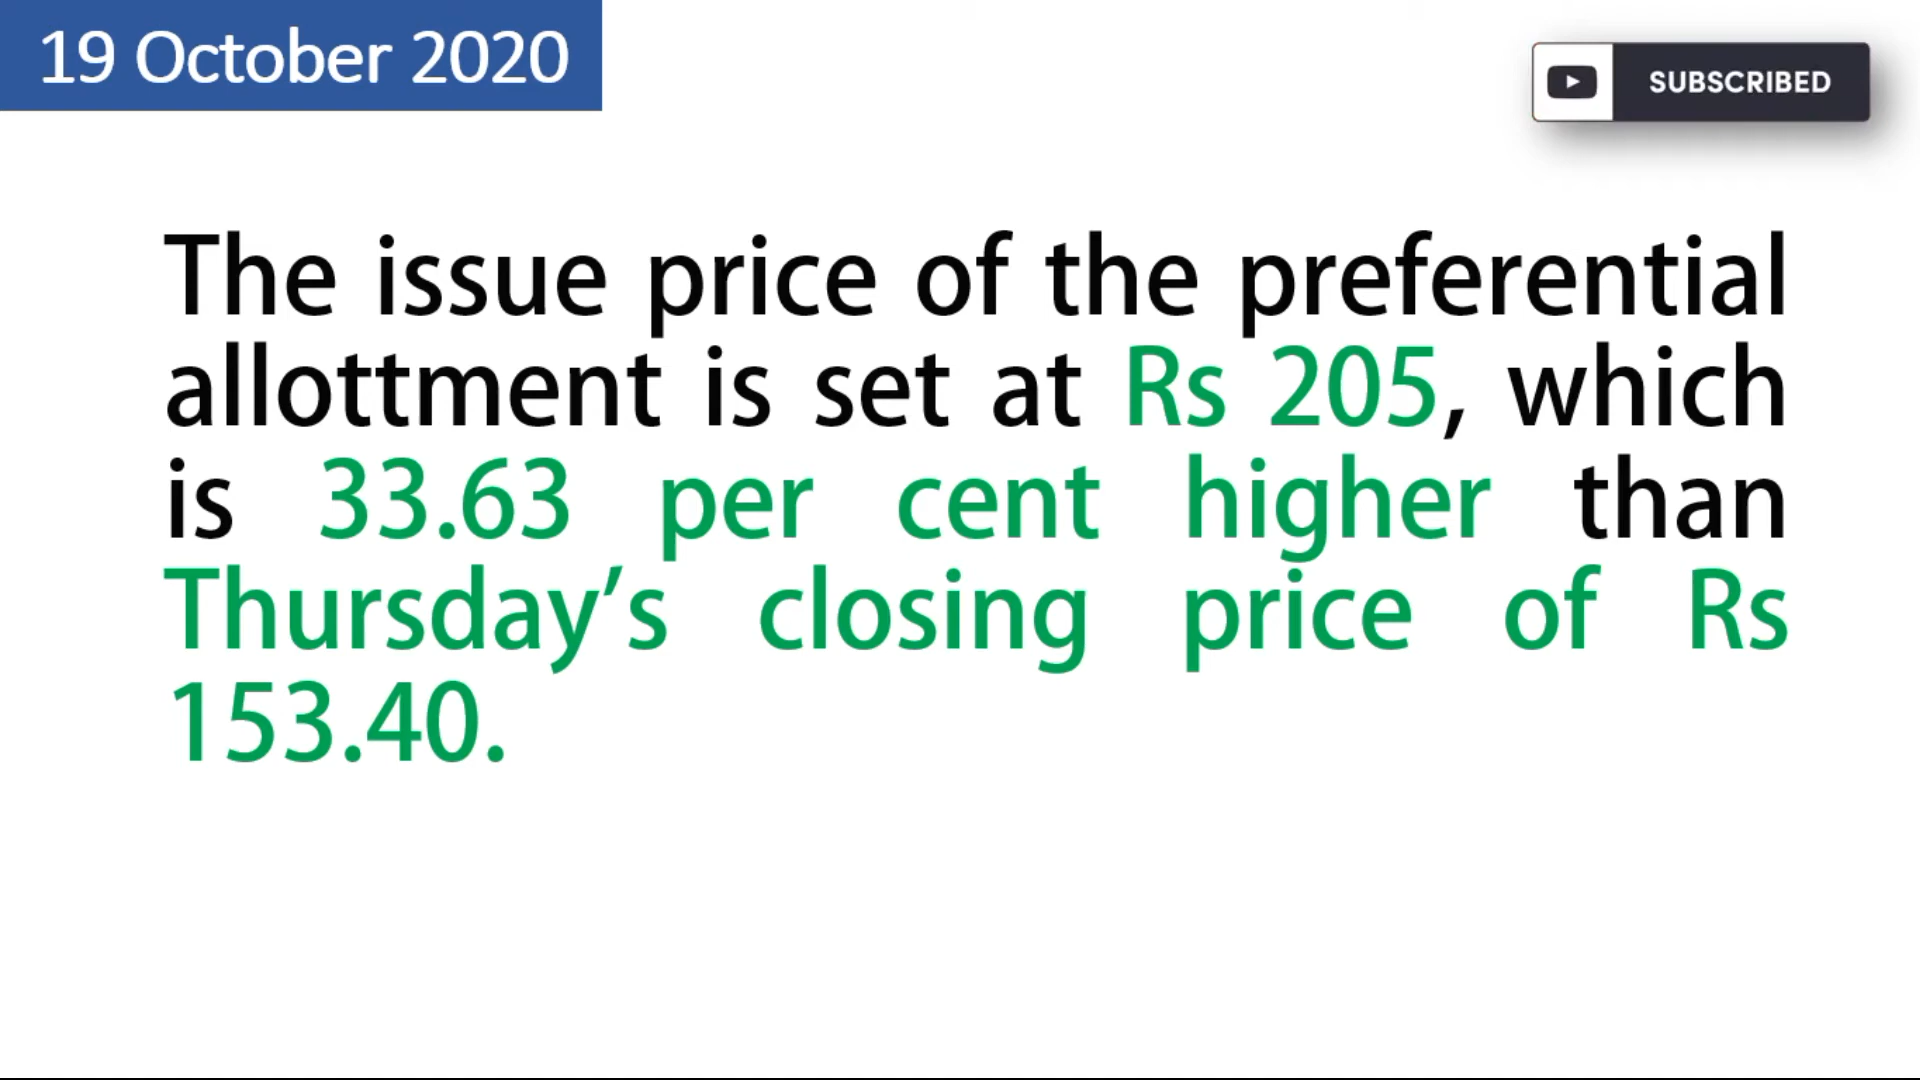 19 October 2020
SUBSCRIBED
The issue price of the preferential
allottment is set at Rs 205, which
is 33.63 per cent higher than
Thursday’s closing price of Rs
153.40.